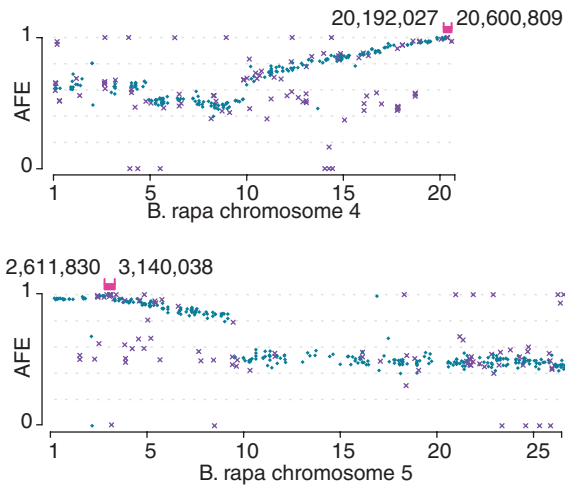 20,192,027 20,600,809
1
AFE
0
1 5 10 15 20
B. rapa chromosome 4
2,611,830 3,140,038
1
AFE
0
1 5 10 15 20 25
B. rapa chromosome 5